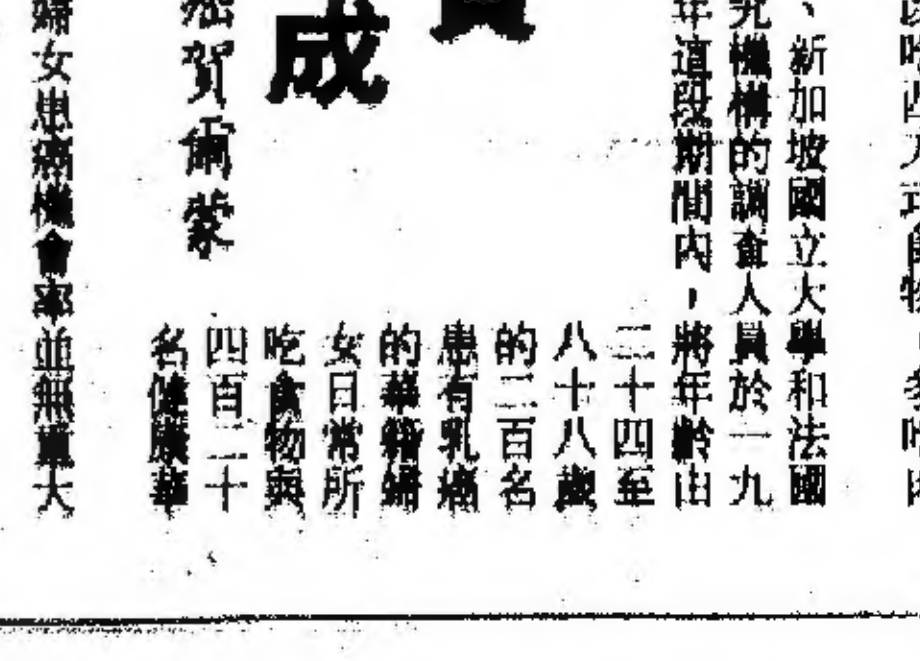 、新加坡國立大學和法國
究機構的調查人員於一九
年這段期間內，將年齡由
二十四至
八十八歲
的二百名
患有乳癌
的華籍婦
女日常所
吃食物與
四百二十
名健康華
成
賀爾蒙
婦女患癌機會率並無重大